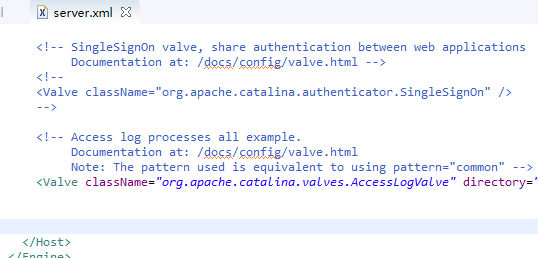 server.xml
<!-- SingleSignOn valve, share authentication between web applications
Documentation at: /docs/config/valve.html -->
<!--
<Valve className="org.apache.catalina.authenticator.SingleSignOn" />
-->
<!-- Access log processes all example.
Documentation at: /docs/config/valve.html
Note: The pattern used is equivalent to using pattern="common" -->
<Valve className="org.apache.catalina.valves.AccessLogValve" directory="
</Host>
</Engine>